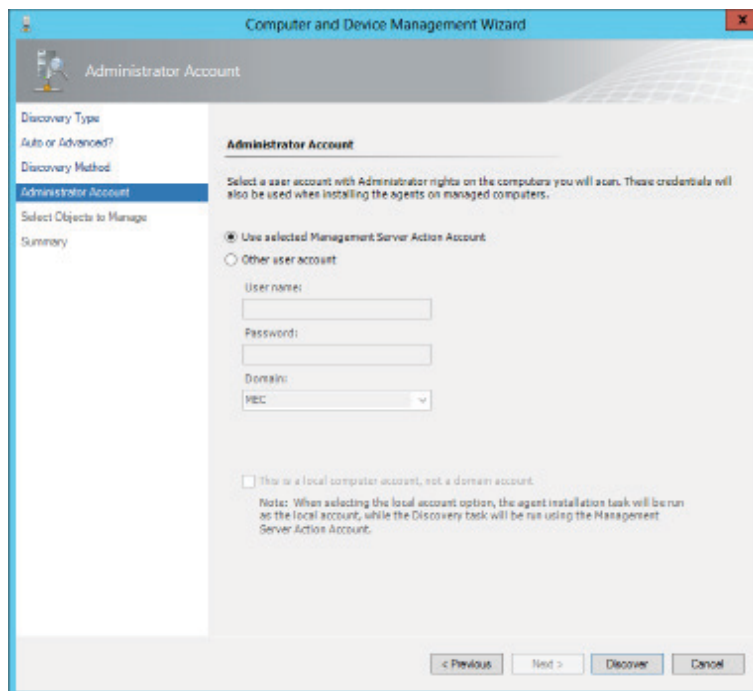 Computer and Device Management Wizard
x
Administrator Account
Discovery Type
Auto or Advanced?
Discovery Method
Administrator Account
Select Objects to Manage
Summary
Administrator Account
Select a user account with Administrator rights on the computers you will scan. These credentials will
also be used when installing the agents on managed computers.
Use selected Management Server Action Account
Other user account
User name:
Password:
Domain:
MEC
This is a local computer account, not a domain account
Note: When selecting the local account option, the agent installation task will be run
as the local account, while the Discovery task will be run using the Management
Server Action Account.
< Previous
Next >
Discover
Cancel